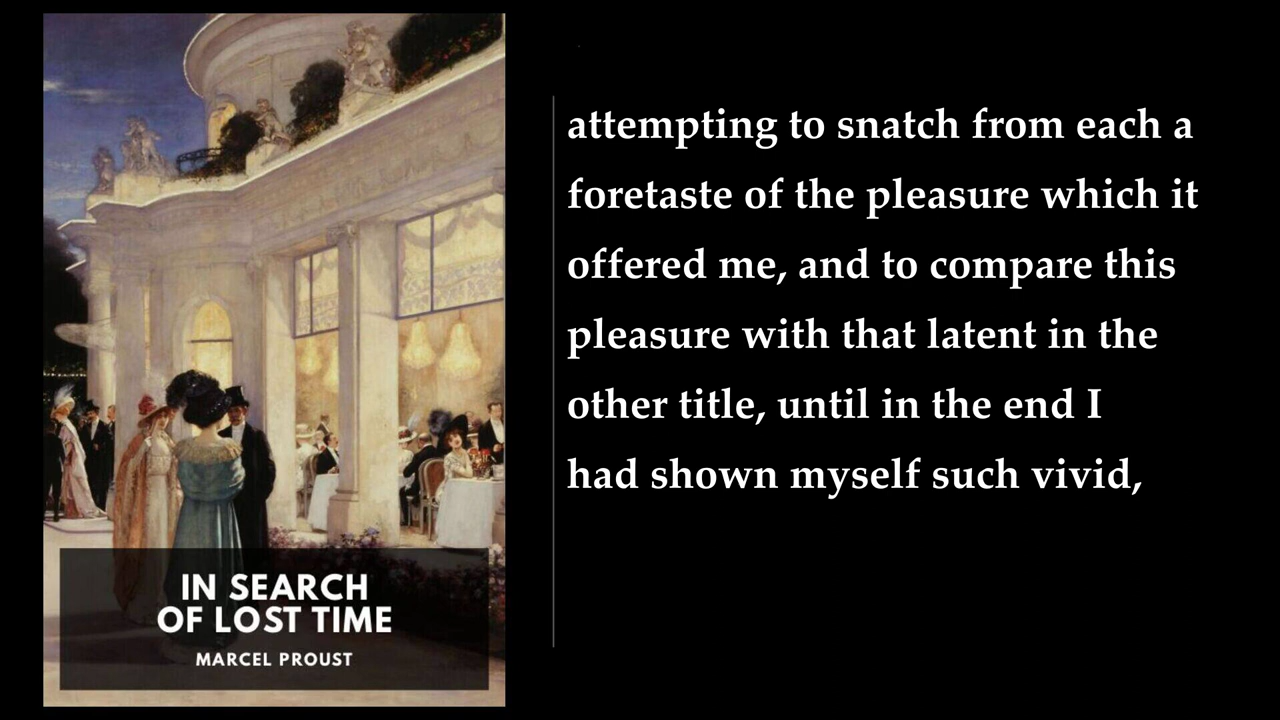 IN SEARCH
OF LOST TIME
MARCEL PROUST
attempting to snatch from each a
foretaste of the pleasure which it
offered me, and to compare this
pleasure with that latent in the
other title, until in the end I
had shown myself such vivid,